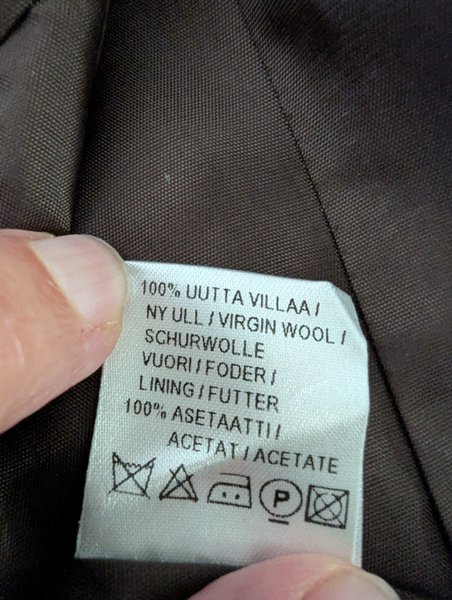 100% UUTTA VILLAA /
NY ULL / VIRGIN WOOL /
SCHURWOLLE
VUORI / FODER /
LINING / FUTTER
100% ASETAATTI /
ACETAT / ACETATE
P